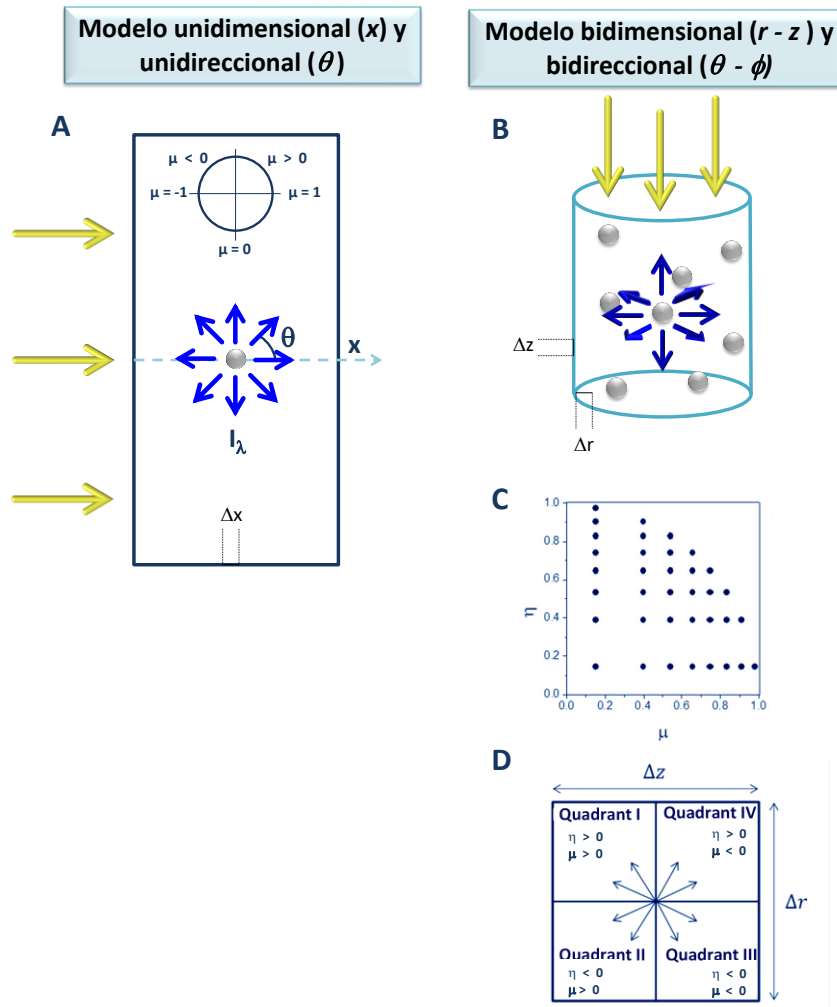 Modelo unidimensional (x) y
unidireccional (θ)
Modelo bidimensional (r - z ) y
bidireccional (θ - ϕ)
A
μ < 0
μ > 0
μ = -1
μ = 1
μ = 0
θ
x
Iλ
Δx
B
Δz
Δr
C
1.0
0.8
0.6
0.4
0.2
0.0
η
0.0 0.2 0.4 0.6 0.8 1.0
μ
D
Δz
Quadrant I
η > 0
μ > 0
Quadrant IV
η > 0
μ < 0
Δr
Quadrant II
η < 0
μ > 0
Quadrant III
η < 0
μ < 0